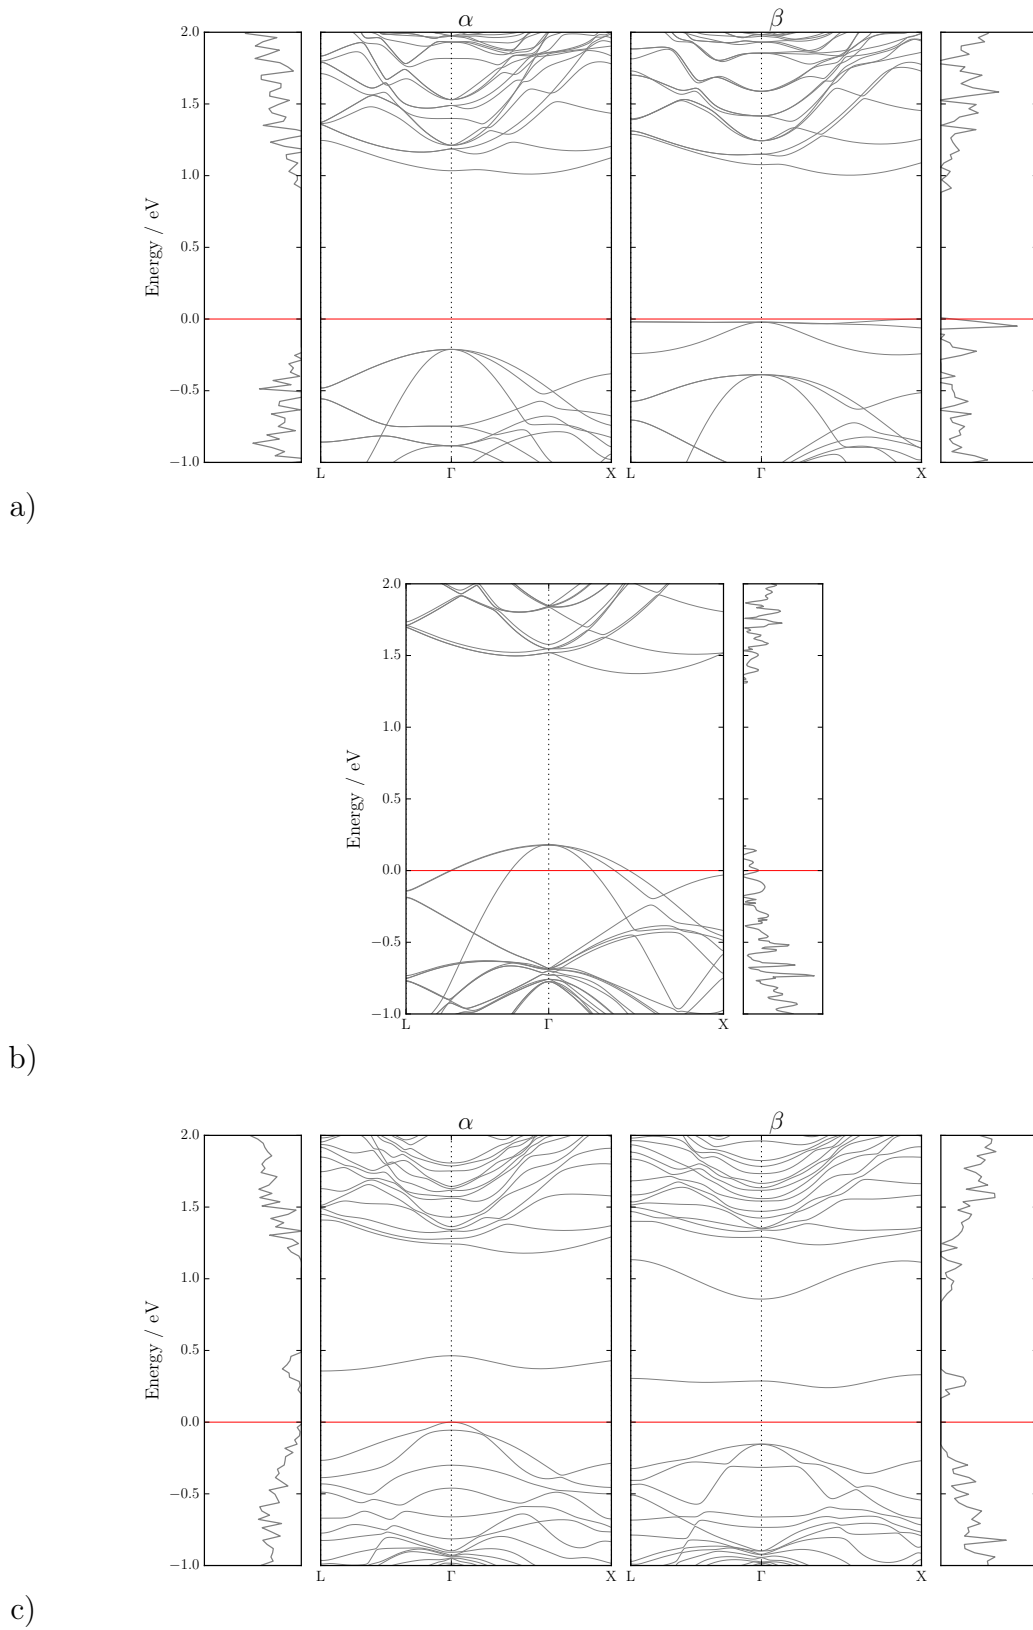 α β
2.0
1.5
1.0
0.5
0.0
−0.5
−1.0
Energy / eV
L Γ X L Γ X
a)
2.0
1.5
1.0
0.5
0.0
−0.5
−1.0
Energy / eV
L Γ X
b)
α β
2.0
1.5
1.0
0.5
0.0
−0.5
−1.0
Energy / eV
L Γ X L Γ X
c)